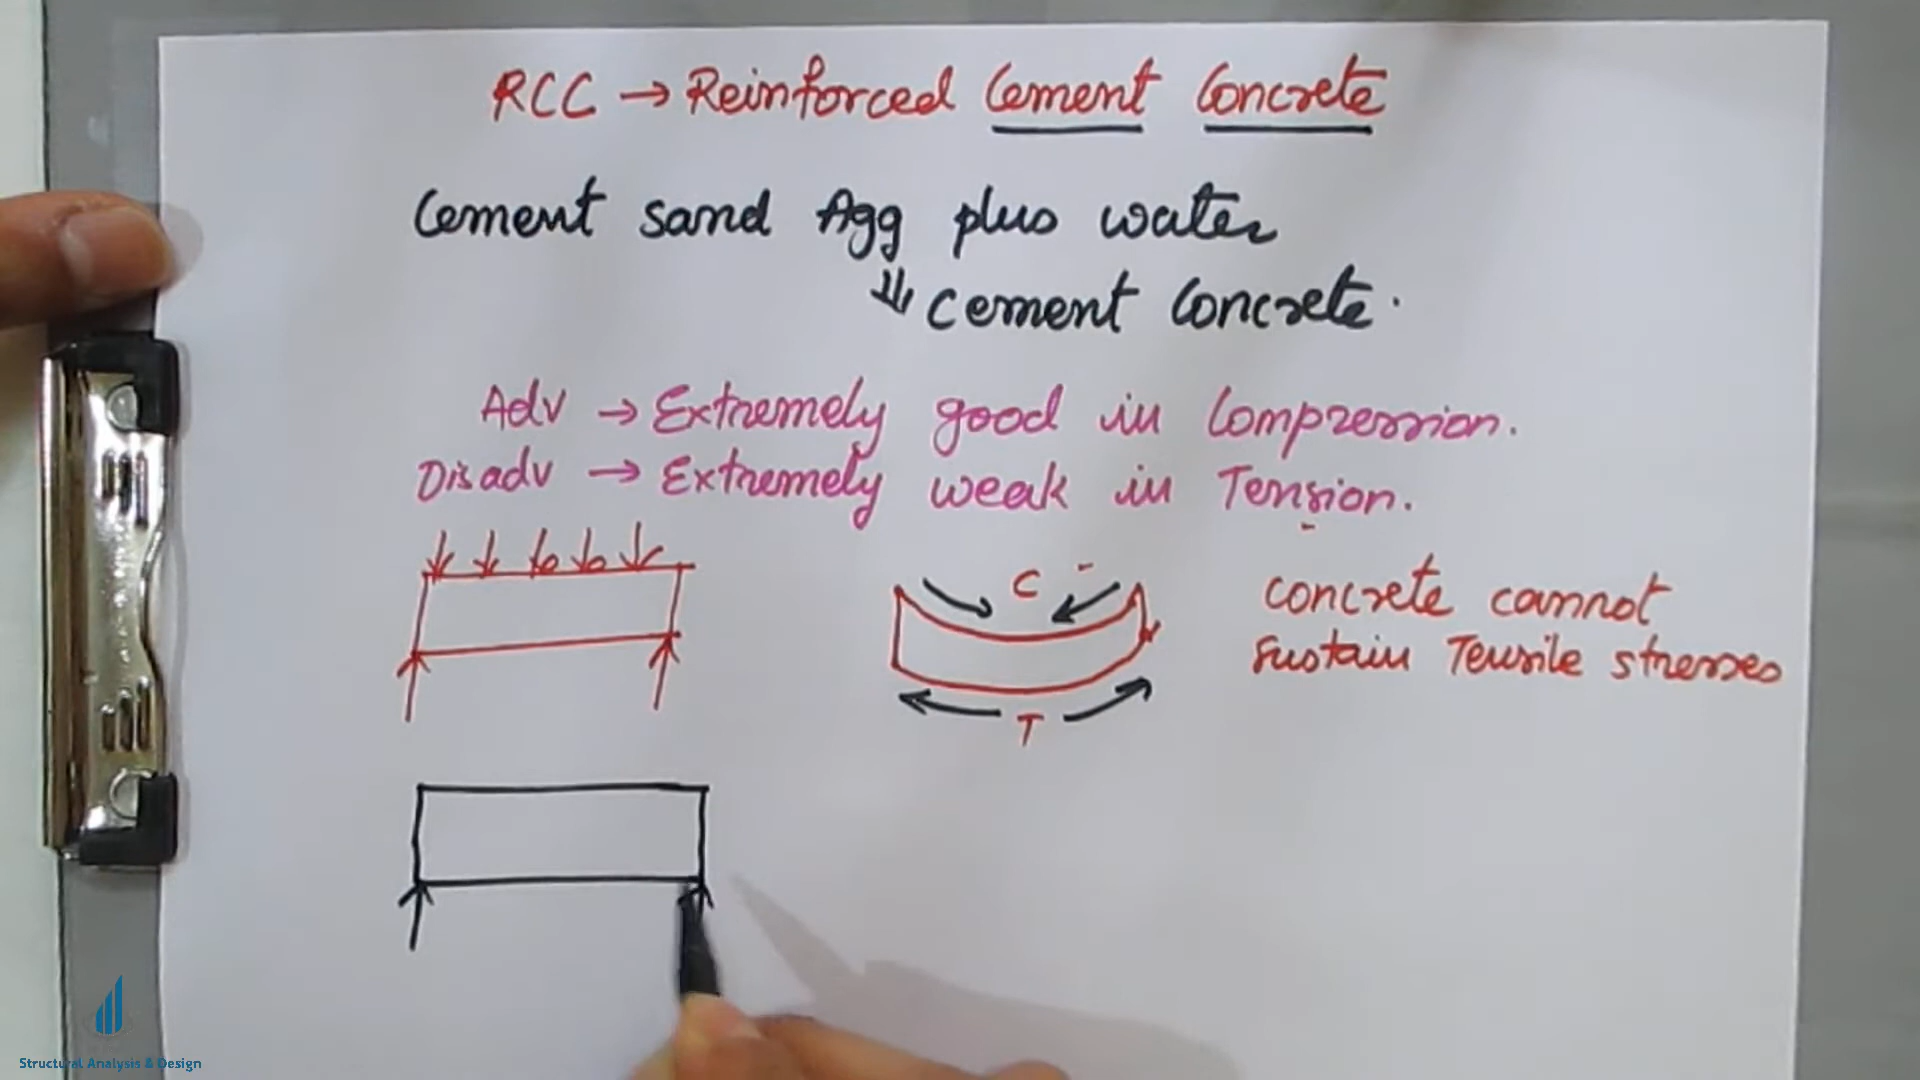 RCC → Reinforced Cement Concrete
Cement sand Agg plus water
⇓ Cement Concrete.
Adv → Extremely good in Compression.
Disadv → Extremely weak in Tension.
C
T
Concrete cannot
Sustain Tensile stresses
Structural Analysis & Design